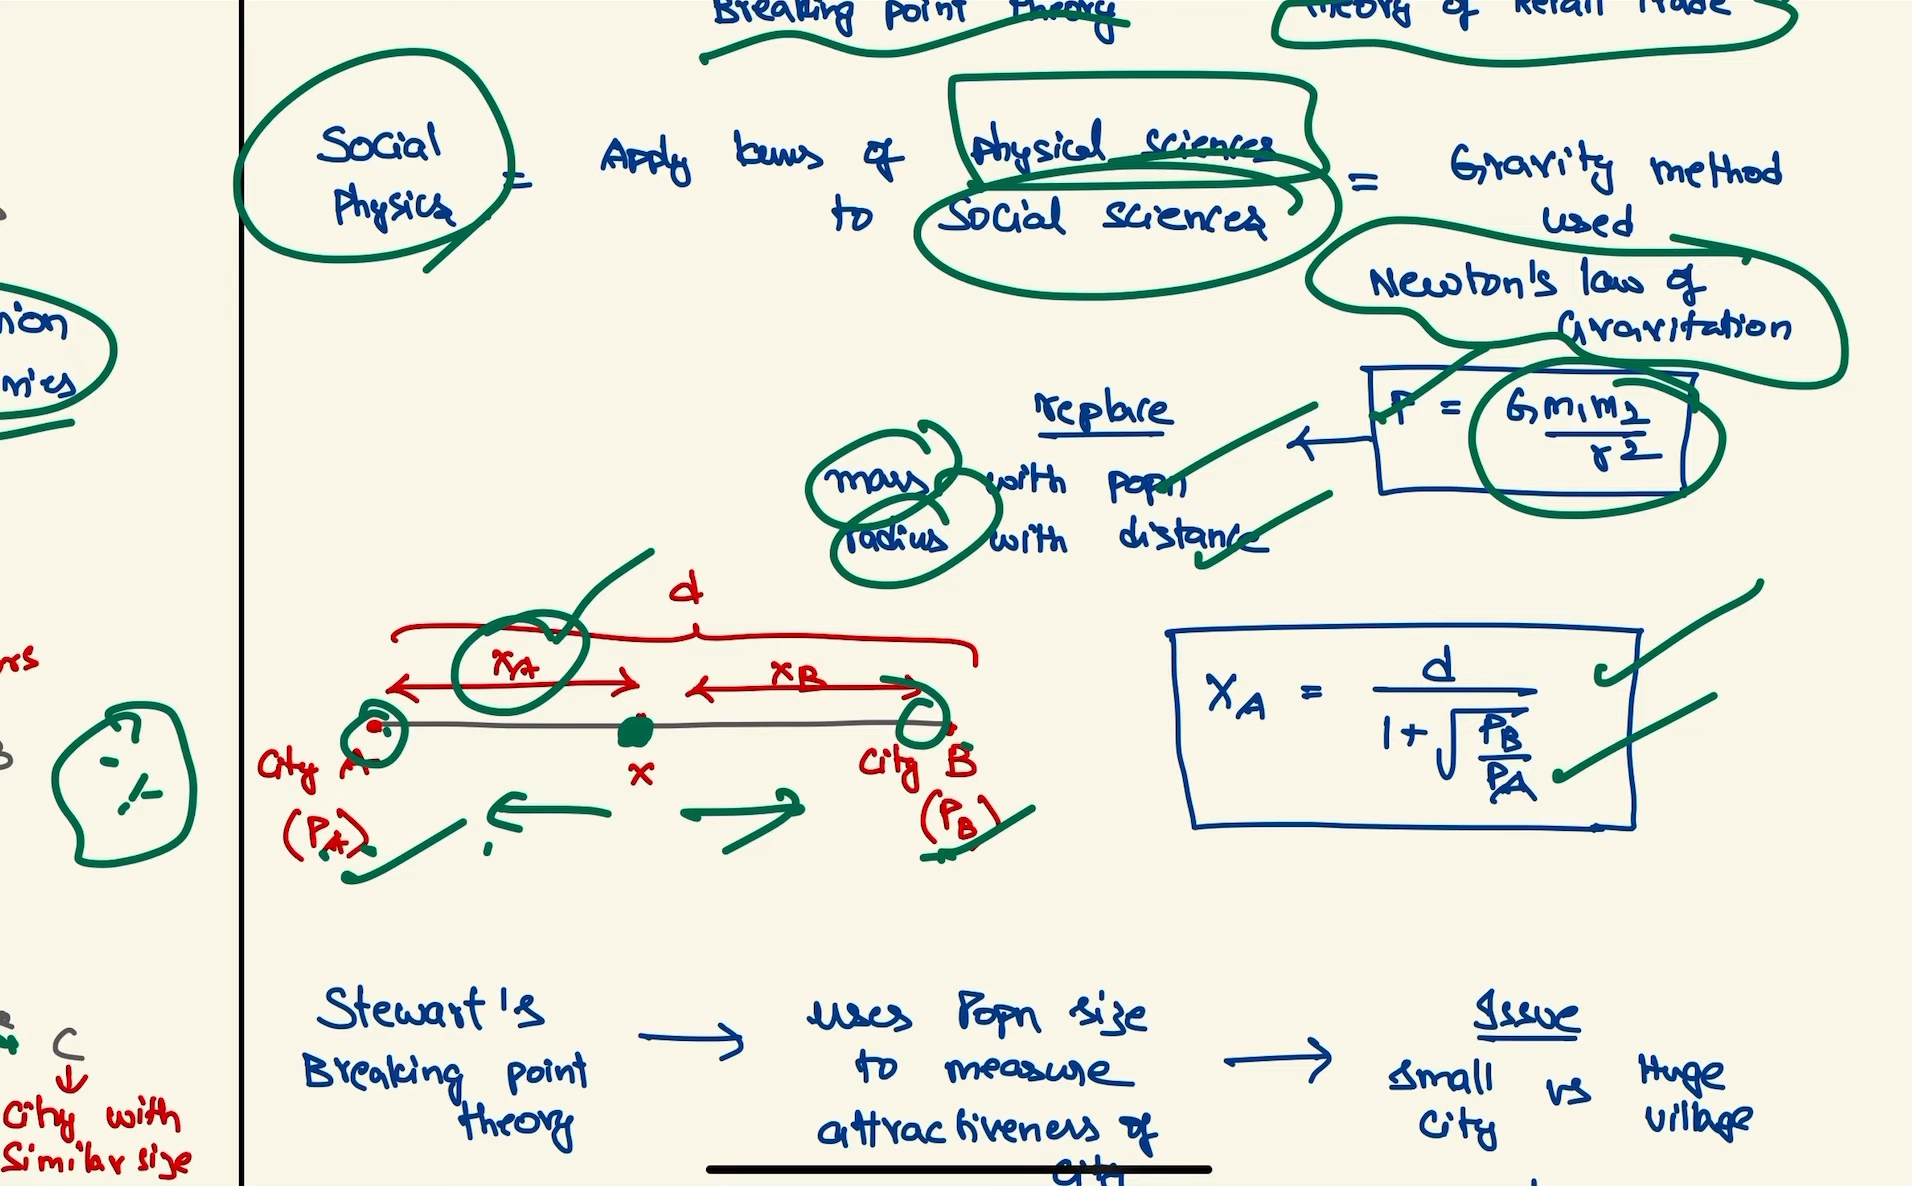 Breaking point theory
Theory of Retail Trade
Social
Physics
= Apply laws of Physical sciences
to Social sciences
= Gravity method
used
Newton's law of
Gravitation
F = G m1 m2
r2
replace
mass with popn
radius with distance
d
xA
xB
City A
x
City B
(PA)
(PB)
XA = d
1 + √PB
PA
Stewart's
Breaking point
theory
uses Popn size
to measure
attractiveness of
city
Issue
Small vs Huge
City village
C
City with
Similar size